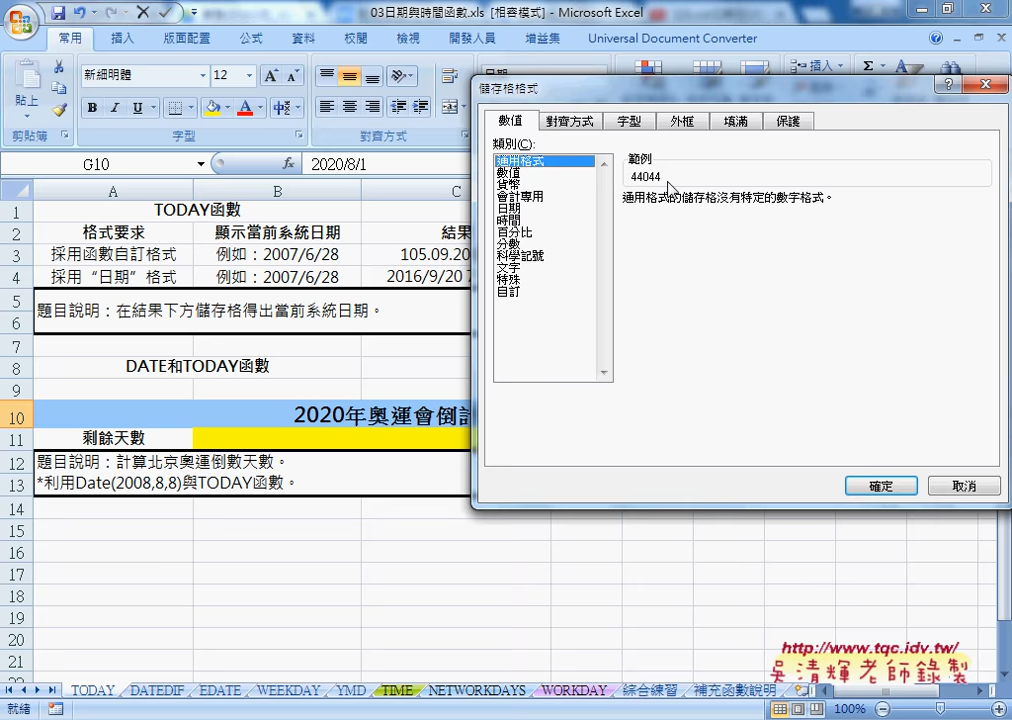 03日期與時間函數.xls [相容模式] - Microsoft Excel
常用 插入 版面配置 公式 資料 校閱 檢視 開發人員 增益集 Universal Document Converter
貼上
剪貼簿
新細明體 12
B I U
字型
對齊方式
日期
插入
G10 fx 2020/8/1
A B C
1 TODAY函數
2 格式要求 顯示當前系統日期 結果
3 採用函數自訂格式 例如：2007/6/28 105.09.20
4 採用“日期”格式 例如：2007/6/28 2016/9/20 7
5 題目說明：在結果下方儲存格得出當前系統日期。
6
7
8 DATE和TODAY函數
9
10 2020年奧運會倒計
11 剩餘天數
12 題目說明：計算北京奧運倒數天數。
13 *利用Date(2008,8,8)與TODAY函數。
14
15
16
17
18
19
20
21
22
儲存格格式
數值 對齊方式 字型 外框 填滿 保護
類別(C):
通用格式
數值
貨幣
會計專用
日期
時間
百分比
分數
科學記號
文字
特殊
自訂
範例
44044
通用格式的儲存格沒有特定的數字格式。
確定 取消
http://www.tqc.idv.tw/
吳清輝老師錄製
TODAY DATEDIF EDATE WEEKDAY YMD TIME NETWORKDAYS WORKDAY 綜合練習 補充函數說明
就緒 100%